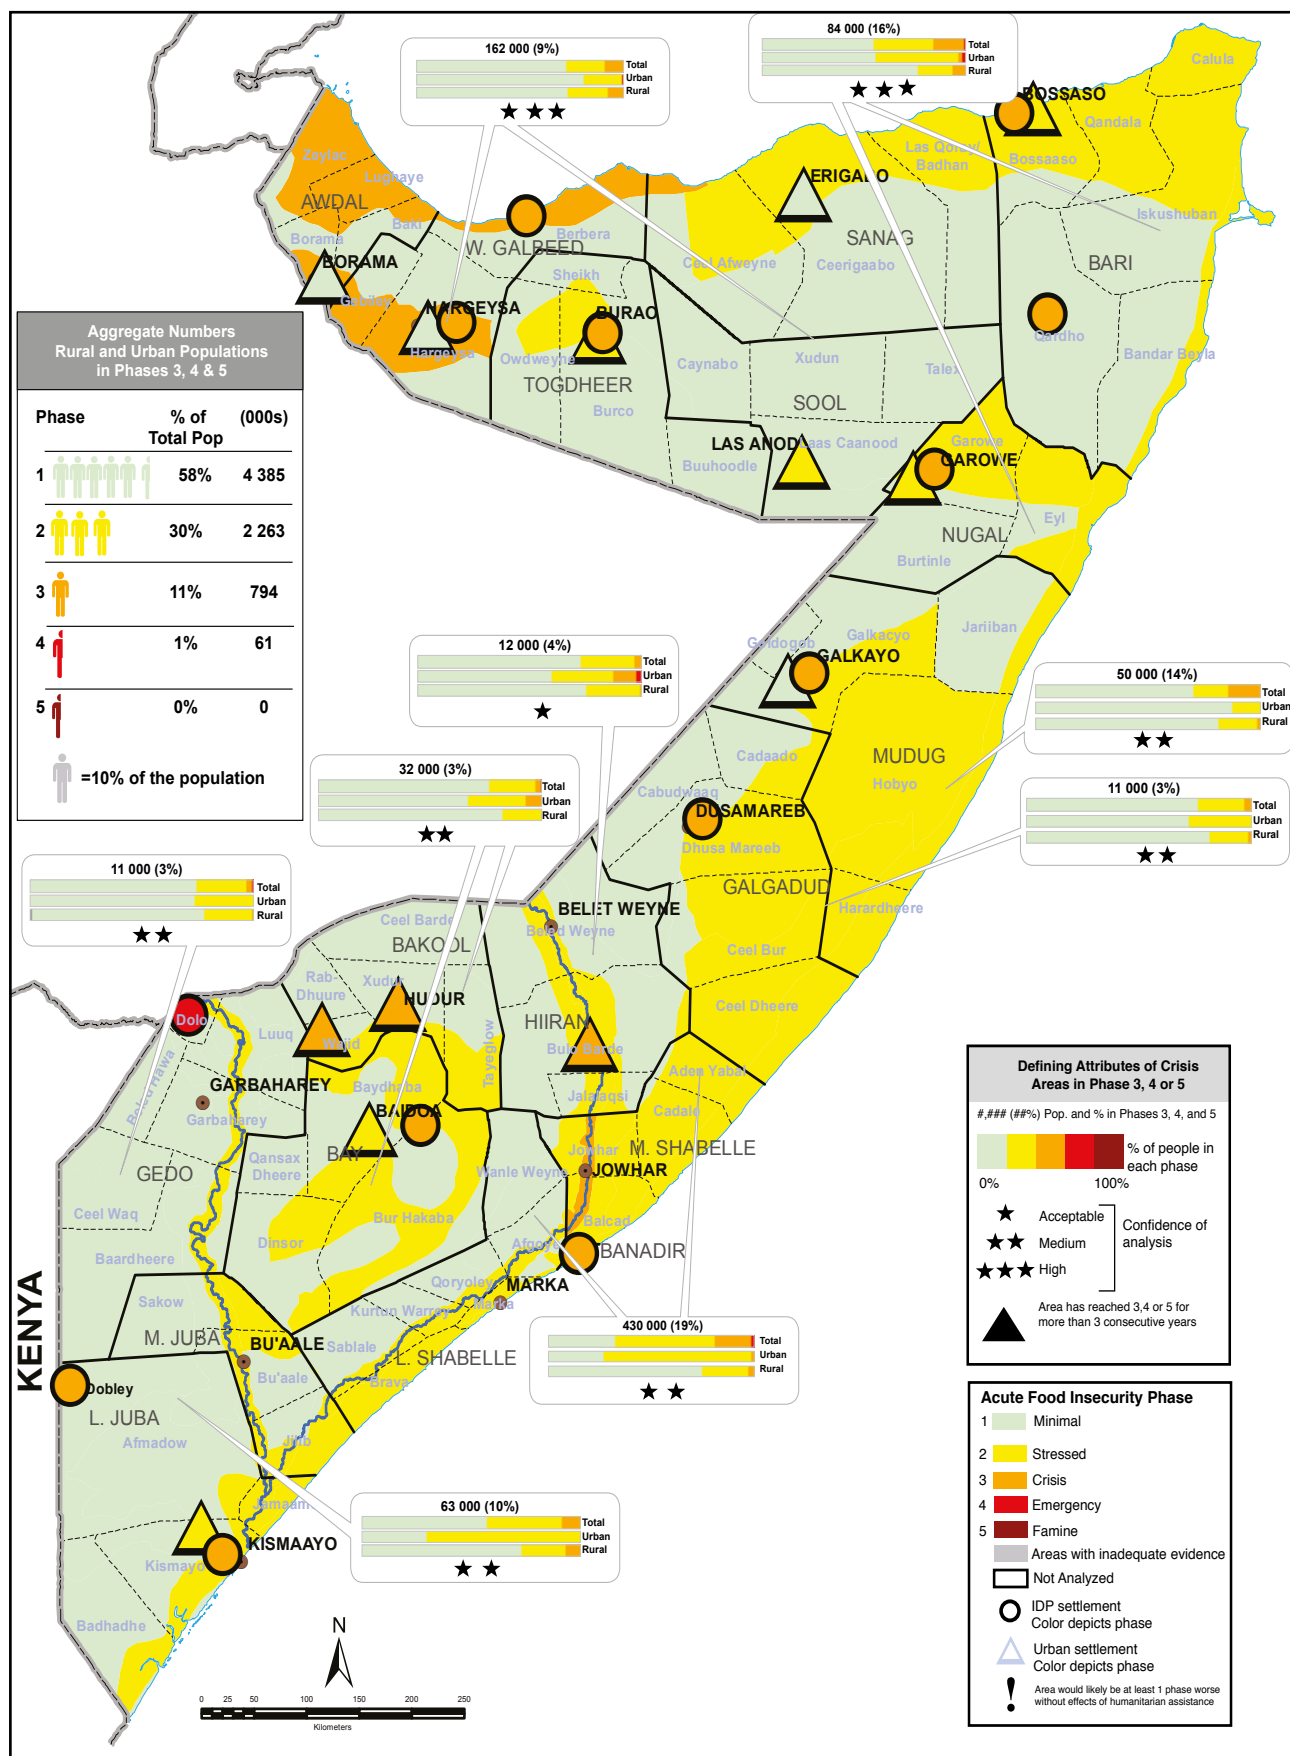 162 000 (9%)
Total
Urban
Rural
84 000 (16%)
Total
Urban
Rural
Calula
BOSSASO
Qandala
Bossaaso
Las Qoray/
Badhan
Zeylac
Lughaye
AWDAL
Baki
Borama
BORAMA
Gabiley
W. GALBEED
Berbera
Sheikh
HARGEYSA
Hargeysa
BURAO
Owdweyne
TOGDHEER
Burco
ERIGABO
SANAG
Ceel Afweyne
Ceerigaabo
Iskushuban
BARI
Qardho
Bandar Beyla
Caynabo
Xudun
Talex
SOOL
LAS ANOD
Laas Caanood
Buuhoodle
Garowe
GAROWE
Eyl
NUGAL
Burtinle
Aggregate Numbers
Rural and Urban Populations
in Phases 3, 4 & 5
Phase % of (000s)
Total Pop
1 58% 4 385
2 30% 2 263
3 11% 794
4 1% 61
5 0% 0
=10% of the population
12 000 (4%)
Total
Urban
Rural
Jariiban
Galkacyo
Goldogob
GALKAYO
50 000 (14%)
Total
Urban
Rural
MUDUG
Hobyo
32 000 (3%)
Total
Urban
Rural
Cadaado
Cabudwaaq
DUSAMAREB
Dhusa Mareeb
11 000 (3%)
Total
Urban
Rural
GALGADUD
Harardheere
11 000 (3%)
Total
Urban
Rural
BELET WEYNE
Beled Weyne
Ceel Barde
BAKOOL
Ceel Bur
Ceel Dheere
Rab-
Dhuure
Xudur
HUDUR
Dolo
Luuq
Wajid
Tayeglow
HIIRAN
Bulo Barde
Beled Hawa
GARBAHAREY
Garbaharey
Baydhaba
BAIDOA
Aden Yabal
Jalalaqsi
Cadale
M. SHABELLE
Jowhar
JOWHAR
GEDO
Qansax
Dheere
BAY
Wanle Weyne
Ceel Waq
Bur Hakaba
Balcad
Dinsor
Afgoye
BANADIR
Baardheere
Qoryoley
MARKA
Marka
Sakow
Kurtun Warrey
M. JUBA
BU'AALE
Sablale
L. SHABELLE
KENYA
Dobley
Bu'aale
Brava
L. JUBA
Afmadow
Jilib
430 000 (19%)
Total
Urban
Rural
63 000 (10%)
Total
Urban
Rural
Jamaame
KISMAAYO
Kismayo
Badhadhe
N
0 25 50 100 150 200 250
Kilometers
Defining Attributes of Crisis
Areas in Phase 3, 4 or 5
#,### (##%) Pop. and % in Phases 3, 4, and 5
% of people in
each phase
0% 100%
Acceptable
Medium
High
Confidence of
analysis
Area has reached 3,4 or 5 for
more than 3 consecutive years
Acute Food Insecurity Phase
1 Minimal
2 Stressed
3 Crisis
4 Emergency
5 Famine
Areas with inadequate evidence
Not Analyzed
IDP settlement
Color depicts phase
Urban settlement
Color depicts phase
! Area would likely be at least 1 phase worse
without effects of humanitarian assistance